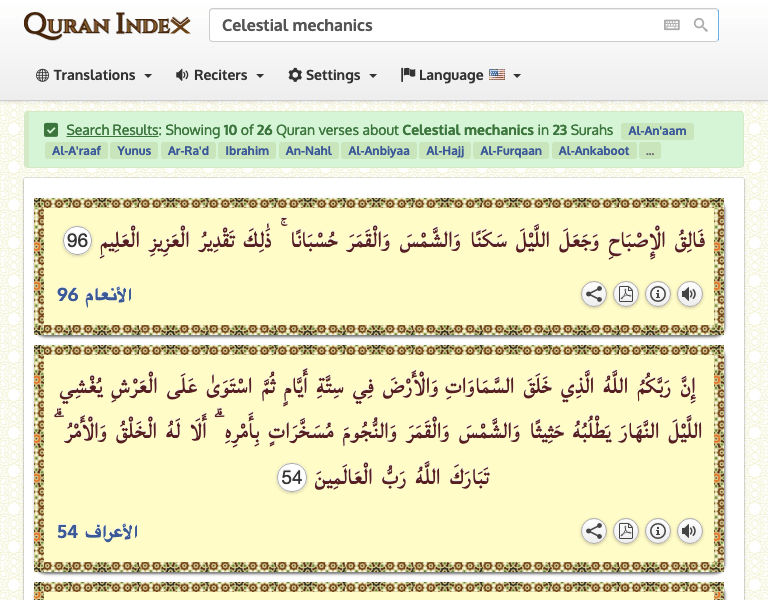 QURAN INDEX
Celestial mechanics
Translations Reciters Settings Language
Search Results: Showing 10 of 26 Quran verses about Celestial mechanics in 23 Surahs Al-An'aam
Al-A'raaf Yunus Ar-Ra'd Ibrahim An-Nahl Al-Anbiyaa Al-Hajj Al-Furqaan Al-Ankaboot ...
فَالِقُ الْإِصْبَاحِ وَجَعَلَ اللَّيْلَ سَكَنًا وَالشَّمْسَ وَالْقَمَرَ حُسْبَانًا ۚ ذَٰلِكَ تَقْدِيرُ الْعَزِيزِ الْعَلِيمِ 96
الأنعام 96
إِنَّ رَبَّكُمُ اللَّهُ الَّذِي خَلَقَ السَّمَاوَاتِ وَالْأَرْضَ فِي سِتَّةِ أَيَّامٍ ثُمَّ اسْتَوَىٰ عَلَى الْعَرْشِ يُغْشِي
اللَّيْلَ النَّهَارَ يَطْلُبُهُ حَثِيثًا وَالشَّمْسَ وَالْقَمَرَ وَالنُّجُومَ مُسَخَّرَاتٍ بِأَمْرِهِ ۗ أَلَا لَهُ الْخَلْقُ وَالْأَمْرُ ۗ
تَبَارَكَ اللَّهُ رَبُّ الْعَالَمِينَ 54
الأعراف 54